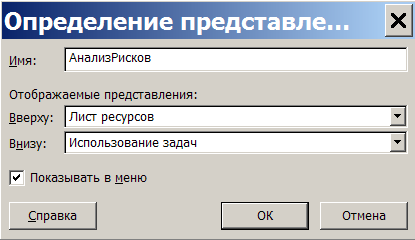 Определение представле...
Имя: АнализРисков
Отображаемые представления:
Вверху: Лист ресурсов
Внизу: Использование задач
Показывать в меню
Справка ОК Отмена